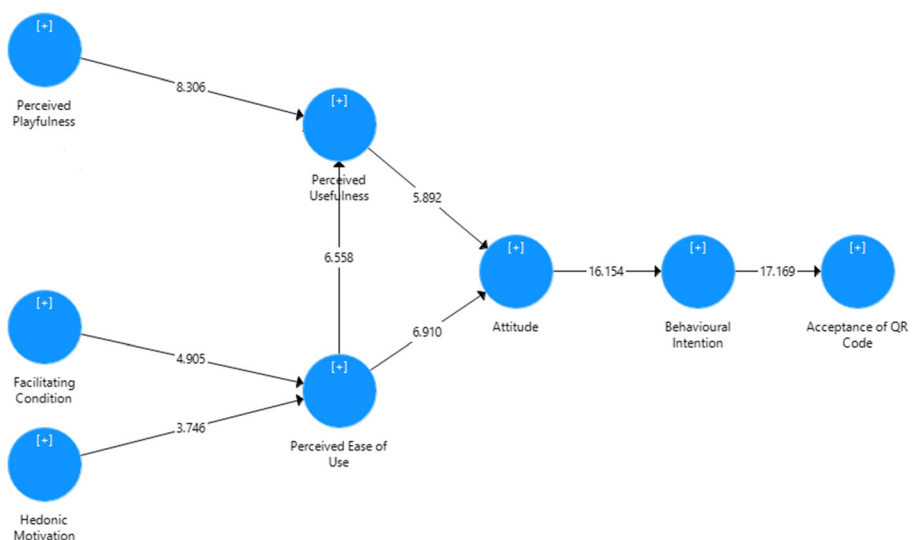 [+]
Perceived
Playfulness
8.306
[+]
Perceived
Usefulness
5.892
6.558
[+]
Facilitating
Condition
4.905
[+]
Hedonic
Motivation
3.746
[+]
Perceived Ease of
Use
6.910
[+]
Attitude
16.154
[+]
Behavioural
Intention
17.169
[+]
Acceptance of QR
Code